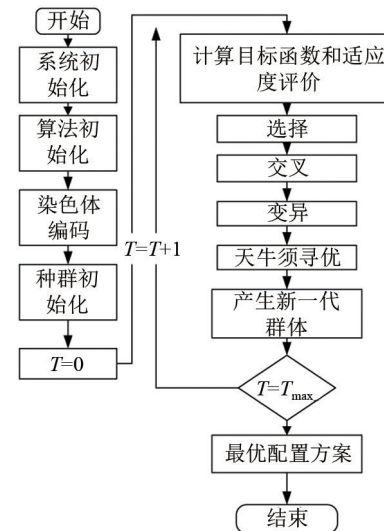 开始
系统初
始化
算法初
始化
染色体
编码
种群初
始化
T=0
T=T+1
计算目标函数和适应
度评价
选择
交叉
变异
天牛须寻优
产生新一代
群体
T=Tmax
最优配置方案
结束